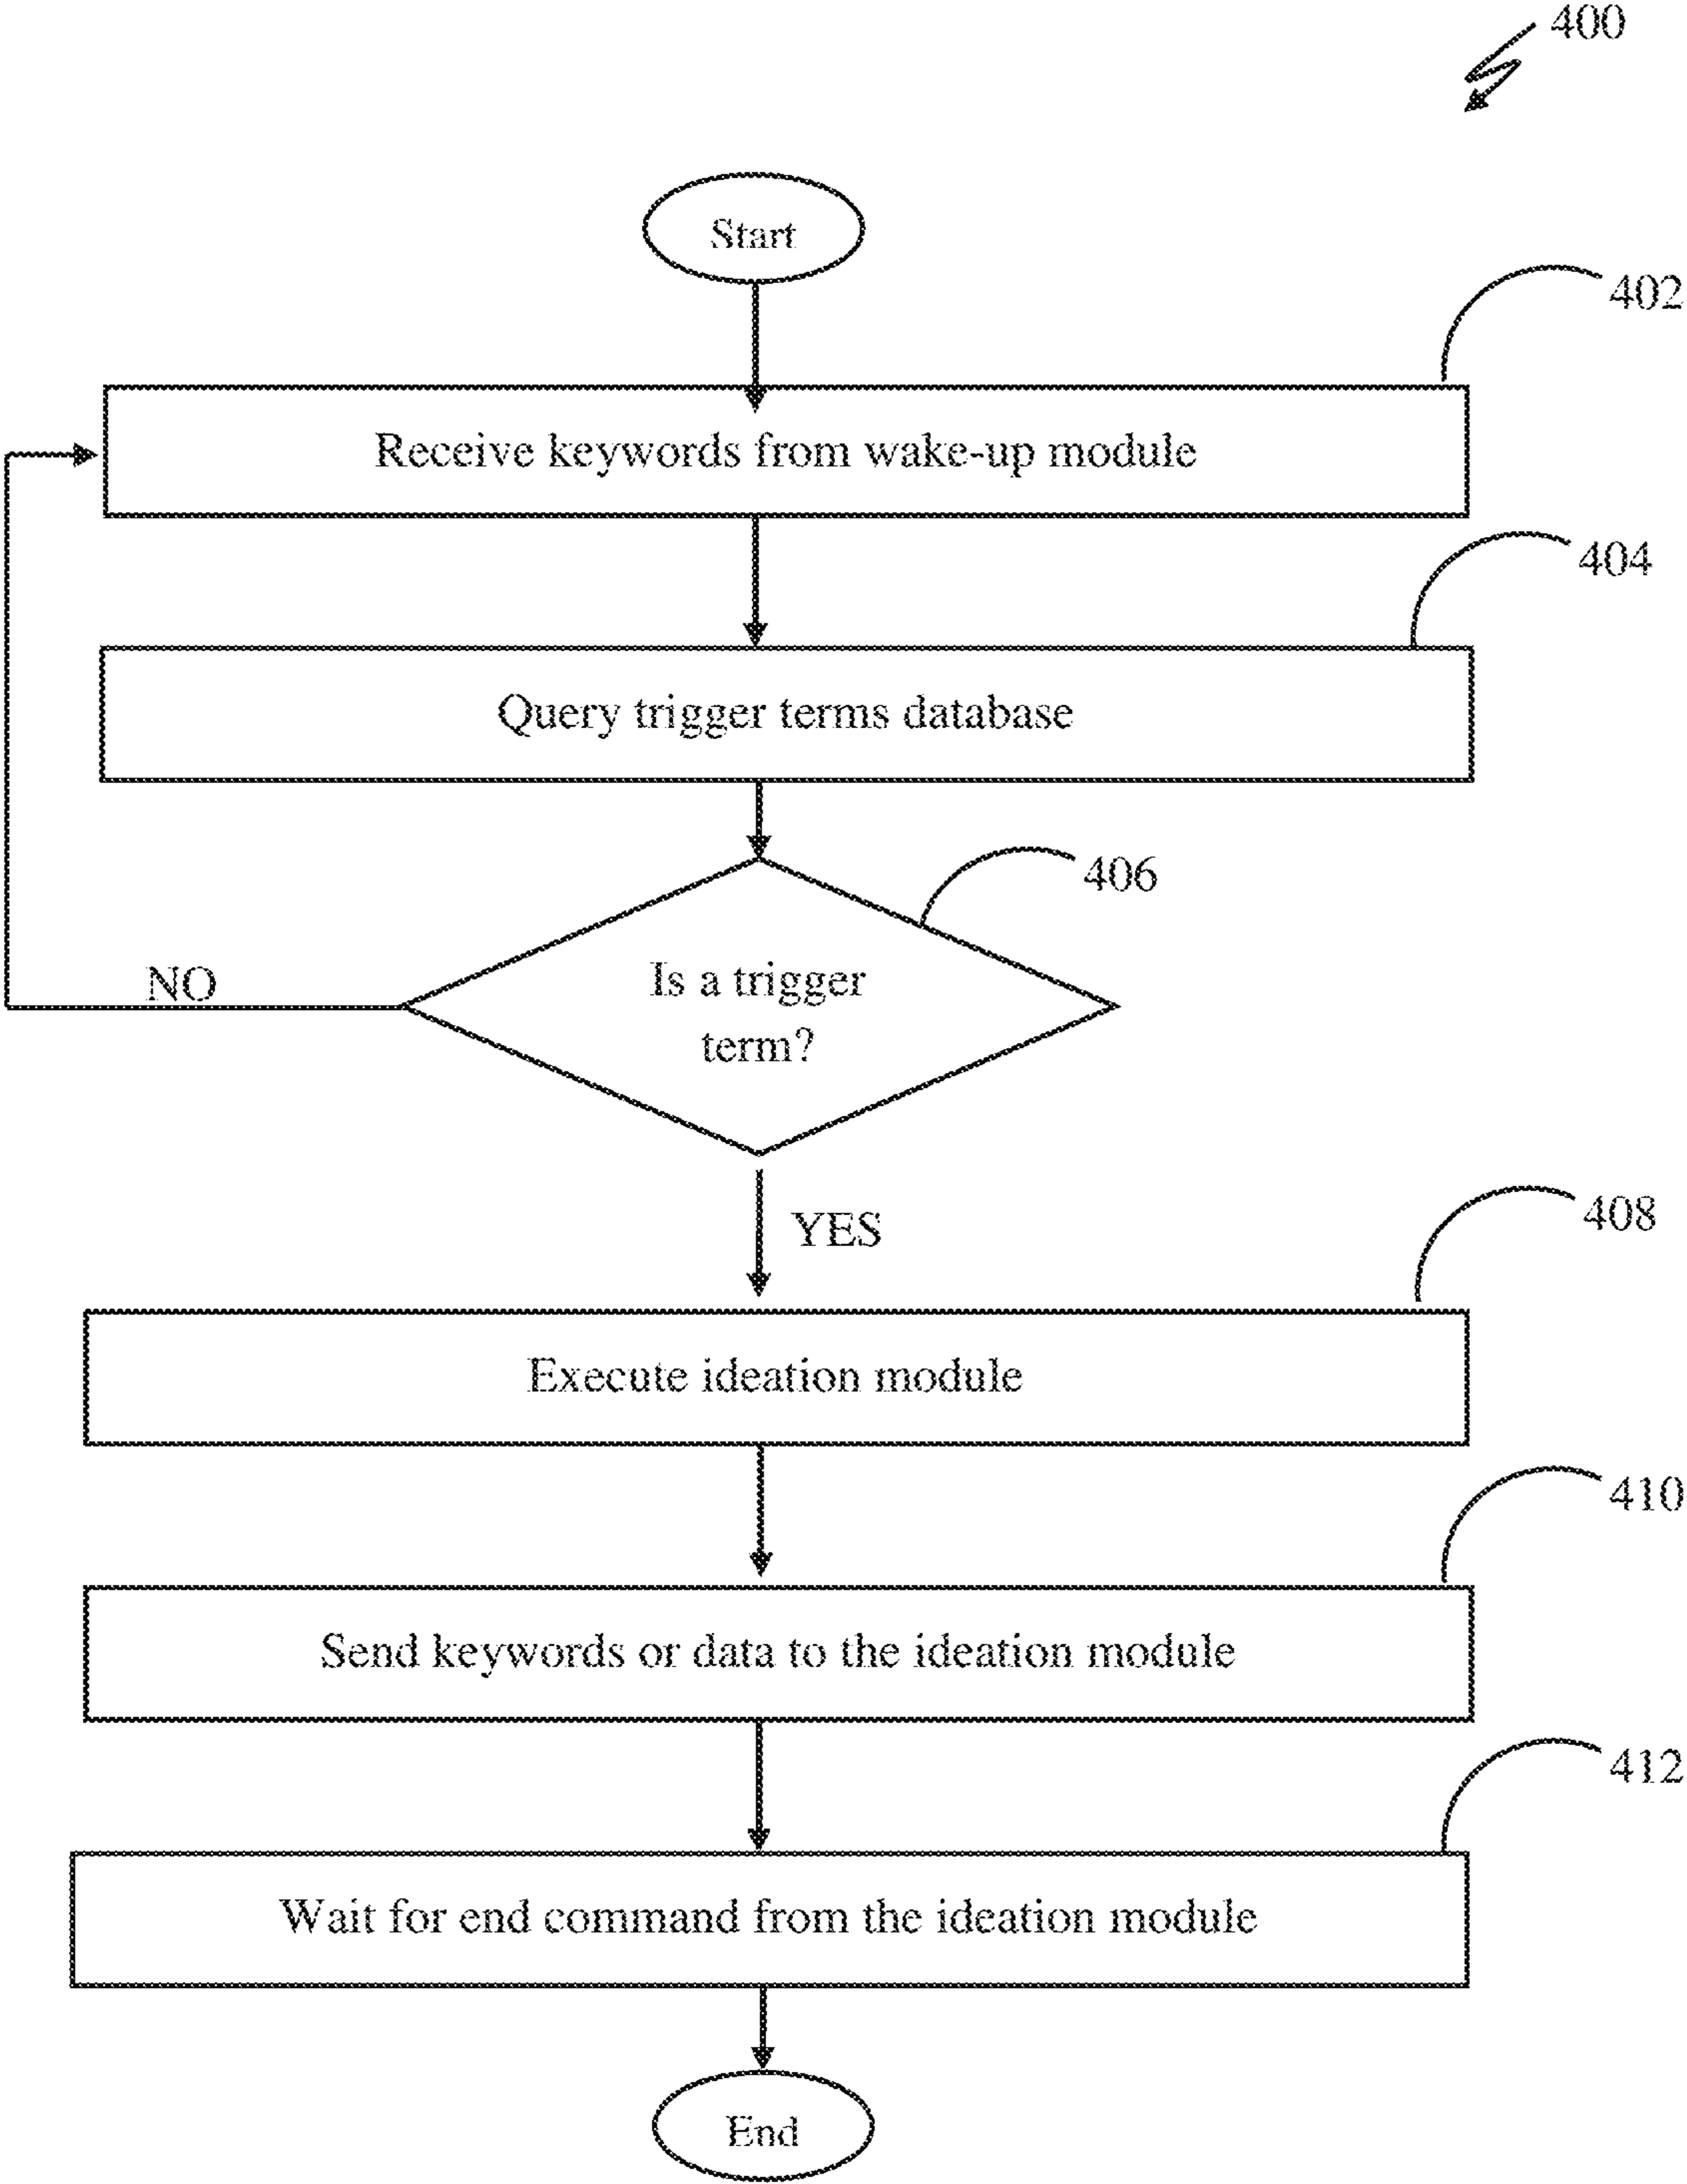 400
Start
402
Receive keywords from wake-up module
404
Query trigger terms database
406
Is a trigger
term?
NO
YES
408
Execute ideation module
410
Send keywords or data to the ideation module
412
Wait for end command from the ideation module
End